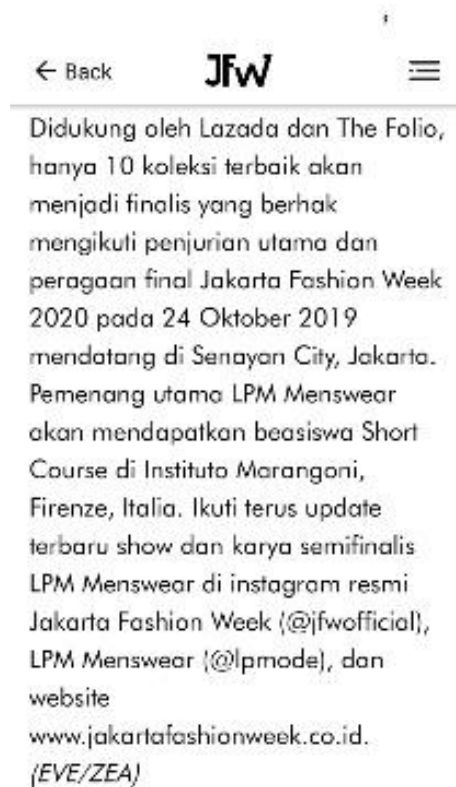 ← Back
JFW
Didukung oleh Lazada dan The Folio,
hanya 10 koleksi terbaik akan
menjadi finalis yang berhak
mengikuti penjurian utama dan
peragaan final Jakarta Fashion Week
2020 pada 24 Oktober 2019
mendatang di Senayan City, Jakarta.
Pemenang utama LPM Menswear
akan mendapatkan beasiswa Short
Course di Instituto Marangoni,
Firenze, Italia. Ikuti terus update
terbaru show dan karya semifinalis
LPM Menswear di instagram resmi
Jakarta Fashion Week (@jfwofficial),
LPM Menswear (@lpmode), dan
website
www.jakartafashionweek.co.id.
(EVE/ZEA)